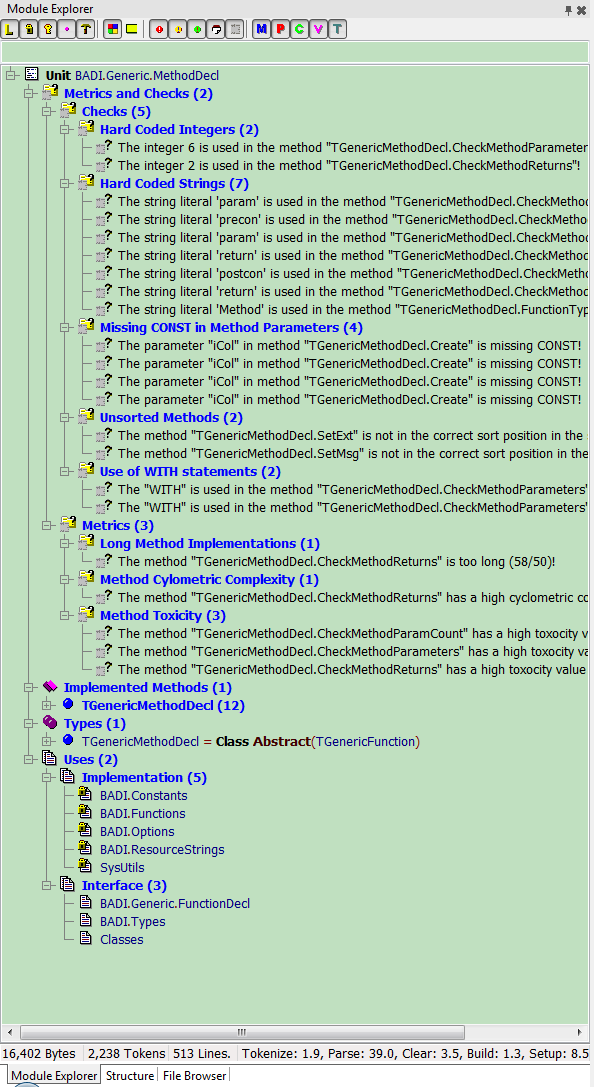 Module Explorer
L
M P C V T
Unit BADI.Generic.MethodDecl
Metrics and Checks (2)
Checks (5)
Hard Coded Integers (2)
The integer 6 is used in the method "TGenericMethodDecl.CheckMethodParameter
The integer 2 is used in the method "TGenericMethodDecl.CheckMethodReturns"!
Hard Coded Strings (7)
The string literal 'param' is used in the method "TGenericMethodDecl.CheckMethod
The string literal 'precon' is used in the method "TGenericMethodDecl.CheckMetho
The string literal 'param' is used in the method "TGenericMethodDecl.CheckMethod
The string literal 'return' is used in the method "TGenericMethodDecl.CheckMethod
The string literal 'postcon' is used in the method "TGenericMethodDecl.CheckMeth
The string literal 'return' is used in the method "TGenericMethodDecl.CheckMethod
The string literal 'Method' is used in the method "TGenericMethodDecl.FunctionTyp
Missing CONST in Method Parameters (4)
The parameter "iCol" in method "TGenericMethodDecl.Create" is missing CONST!
The parameter "iCol" in method "TGenericMethodDecl.Create" is missing CONST!
The parameter "iCol" in method "TGenericMethodDecl.Create" is missing CONST!
The parameter "iCol" in method "TGenericMethodDecl.Create" is missing CONST!
Unsorted Methods (2)
The method "TGenericMethodDecl.SetExt" is not in the correct sort position in the
The method "TGenericMethodDecl.SetMsg" is not in the correct sort position in the
Use of WITH statements (2)
The "WITH" is used in the method "TGenericMethodDecl.CheckMethodParameters"
The "WITH" is used in the method "TGenericMethodDecl.CheckMethodParameters"
Metrics (3)
Long Method Implementations (1)
The method "TGenericMethodDecl.CheckMethodReturns" is too long (58/50)!
Method Cylometric Complexity (1)
The method "TGenericMethodDecl.CheckMethodReturns" has a high cyclometric co
Method Toxicity (3)
The method "TGenericMethodDecl.CheckMethodParamCount" has a high toxocity v
The method "TGenericMethodDecl.CheckMethodParameters" has a high toxocity va
The method "TGenericMethodDecl.CheckMethodReturns" has a high toxocity value
Implemented Methods (1)
TGenericMethodDecl (12)
Types (1)
TGenericMethodDecl = Class Abstract(TGenericFunction)
Uses (2)
Implementation (5)
BADI.Constants
BADI.Functions
BADI.Options
BADI.ResourceStrings
SysUtils
Interface (3)
BADI.Generic.FunctionDecl
BADI.Types
Classes
16,402 Bytes 2,238 Tokens 513 Lines. Tokenize: 1.9, Parse: 39.0, Clear: 3.5, Build: 1.3, Setup: 8.5
Module Explorer Structure File Browser